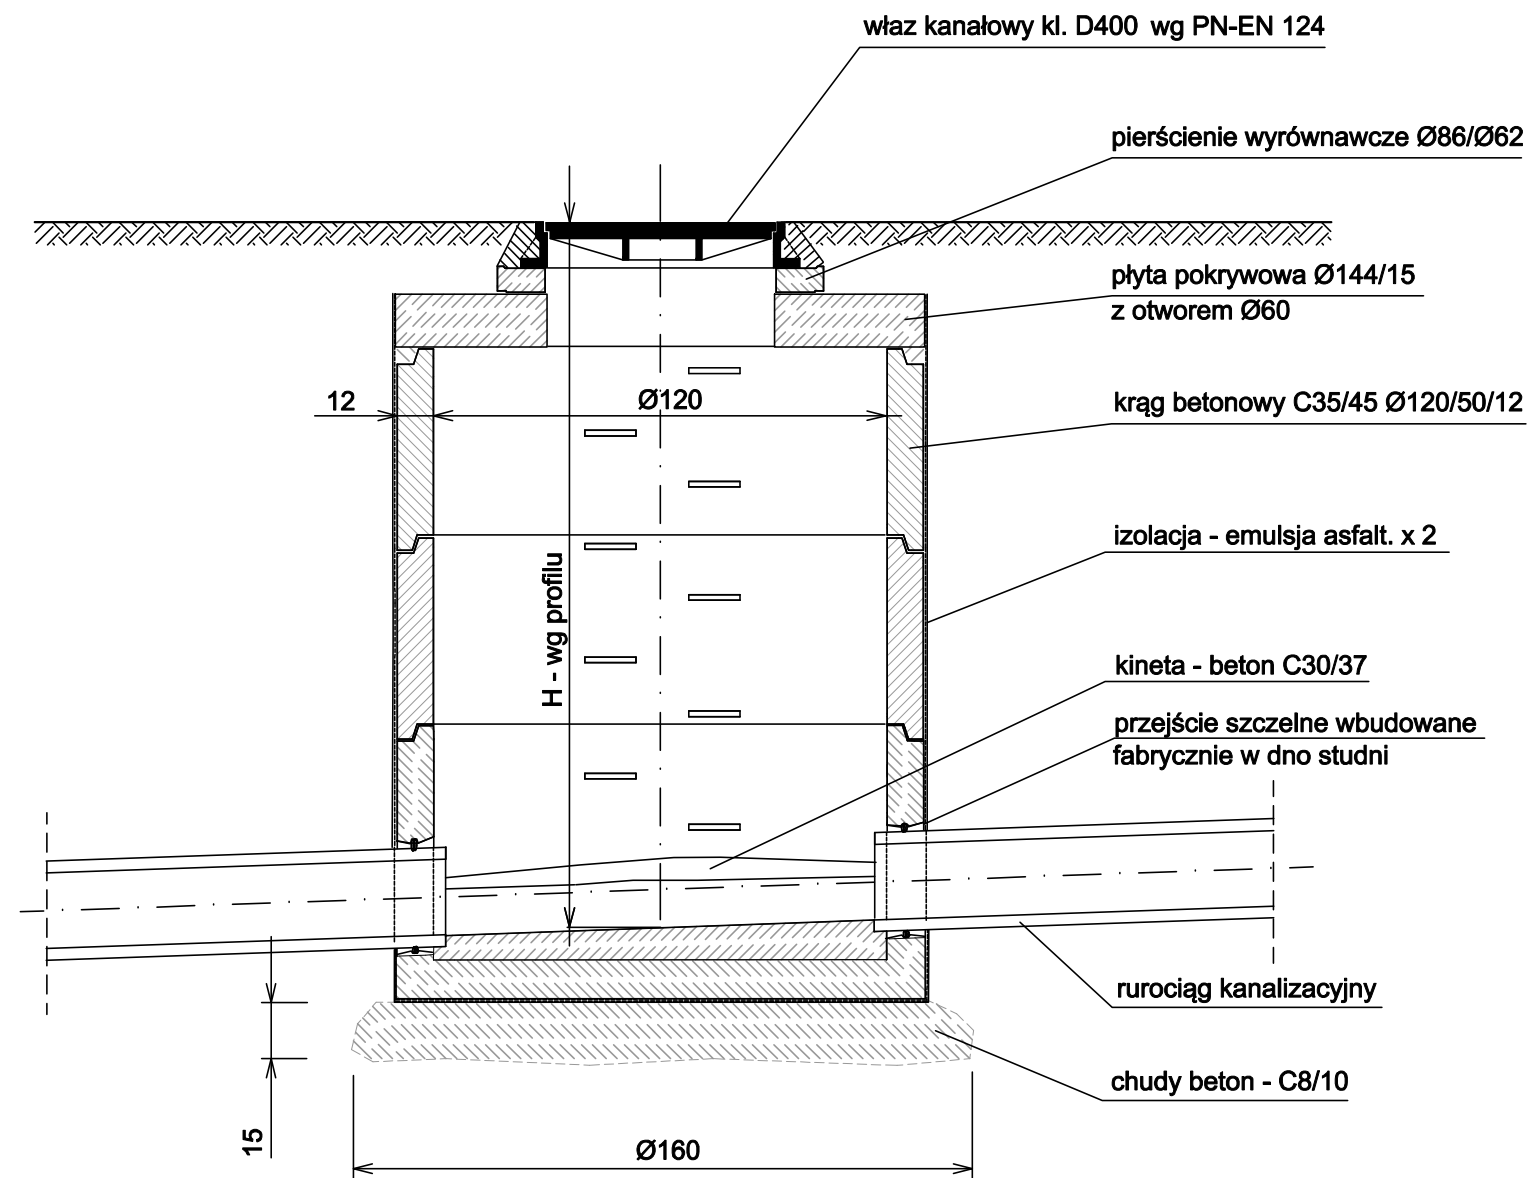 właz kanałowy kl. D400 wg PN-EN 124
pierścienie wyrównawcze Ø86/Ø62
płyta pokrywowa Ø144/15
z otworem Ø60
12
Ø120
krąg betonowy C35/45 Ø120/50/12
izolacja - emulsja asfalt. x 2
H - wg profilu
kineta - beton C30/37
przejście szczelne wbudowane
fabrycznie w dno studni
rurociąg kanalizacyjny
chudy beton - C8/10
15
Ø160